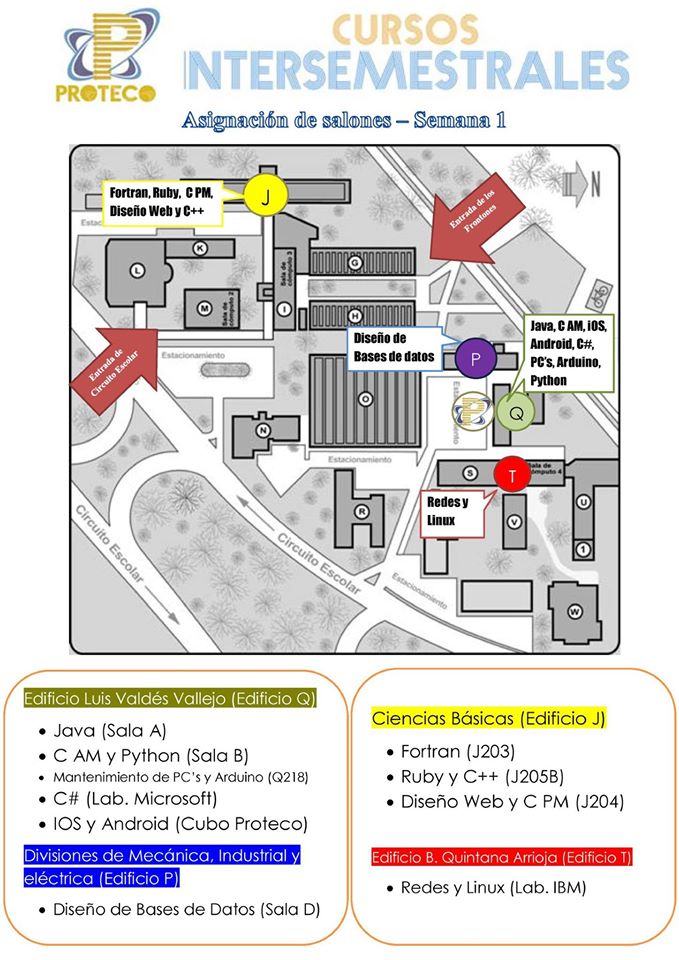 PROTECO
CURSOS
INTERSEMESTRALES
Asignación de salones – Semana 1
Fortran, Ruby, C PM,
Diseño Web y C++
J
Entrada de los
Frontones
N
Estacionamiento
K
L
M
Sala de
cómputo 2
I
Sala de
cómputo 3
G
H
Entrada de
Circuito Escolar
Estacionamiento
Diseño de
Bases de datos
P
Java, C AM, iOS,
Android, C#,
PC's, Arduino,
Python
Q
Estacionamiento
O
N
Estacionamiento
S
T
Sala de
cómputo 4
Redes y
Linux
R
V
U
1
W
Circuito Escolar
Circuito Escolar
Estacionamiento
Edificio Luis Valdés Vallejo (Edificio Q)
• Java (Sala A)
• C AM y Python (Sala B)
• Mantenimiento de PC's y Arduino (Q218)
• C# (Lab. Microsoft)
• IOS y Android (Cubo Proteco)
Divisiones de Mecánica, Industrial y
eléctrica (Edificio P)
• Diseño de Bases de Datos (Sala D)
Ciencias Básicas (Edificio J)
• Fortran (J203)
• Ruby y C++ (J205B)
• Diseño Web y C PM (J204)
Edificio B. Quintana Arrioja (Edificio T)
• Redes y Linux (Lab. IBM)